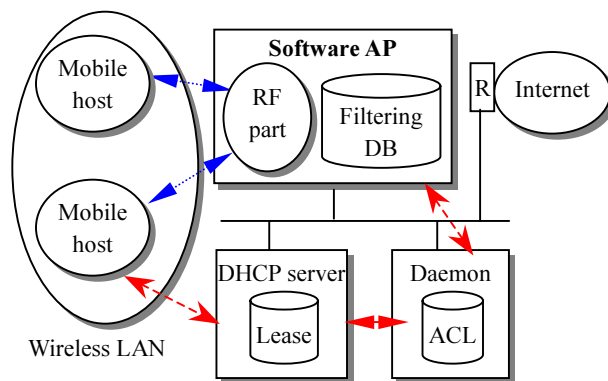 Software AP
Mobile
host
RF
part
Filtering
DB
R
Internet
Mobile
host
DHCP server
Lease
Daemon
ACL
Wireless LAN